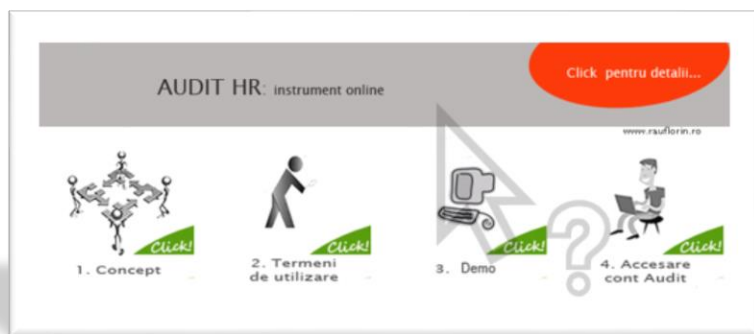 AUDIT HR: instrument online
Click pentru detalii...
www.rauflorin.ro
Click!
1. Concept
Click!
2. Termeni
de utilizare
Click!
3. Demo
Click!
4. Accesare
cont Audit
?